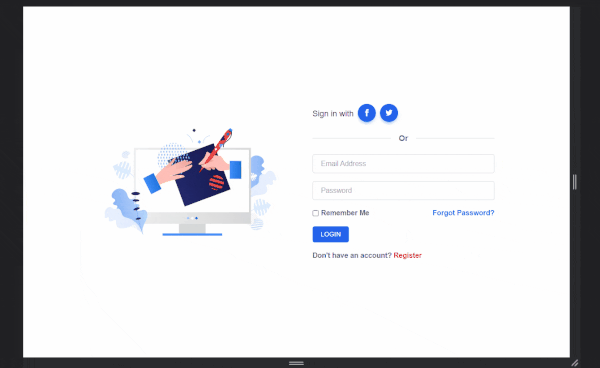 Sign in with
Or
Email Address
Password
Remember Me Forgot Password?
LOGIN
Don't have an account? Register